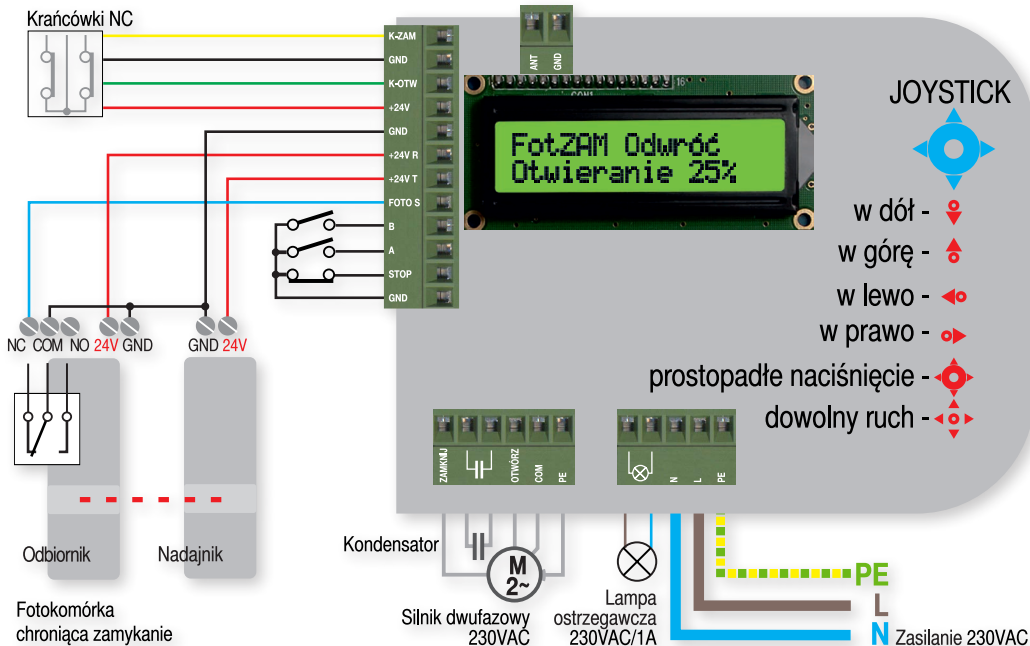 Krańcówki NC
K-ZAM
GND
K-OTW
+24V
GND
+24V R
+24V T
FOTO S
B
A
STOP
GND
ANT
GND
CON1
16
FotZAM Odwróć
Otwieranie 25%
JOYSTICK
w dół -
w górę -
w lewo -
w prawo -
prostopadłe naciśnięcie -
dowolny ruch -
NC COM NO 24V GND
GND 24V
Odbiornik
Nadajnik
Fotokomórka
chroniąca zamykanie
ZAMKNIJ
OTWÓRZ
COM
PE
N
L
PE
Kondensator
M
2~
Silnik dwufazowy
230VAC
Lampa
ostrzegawcza
230VAC/1A
PE
L
N Zasilanie 230VAC